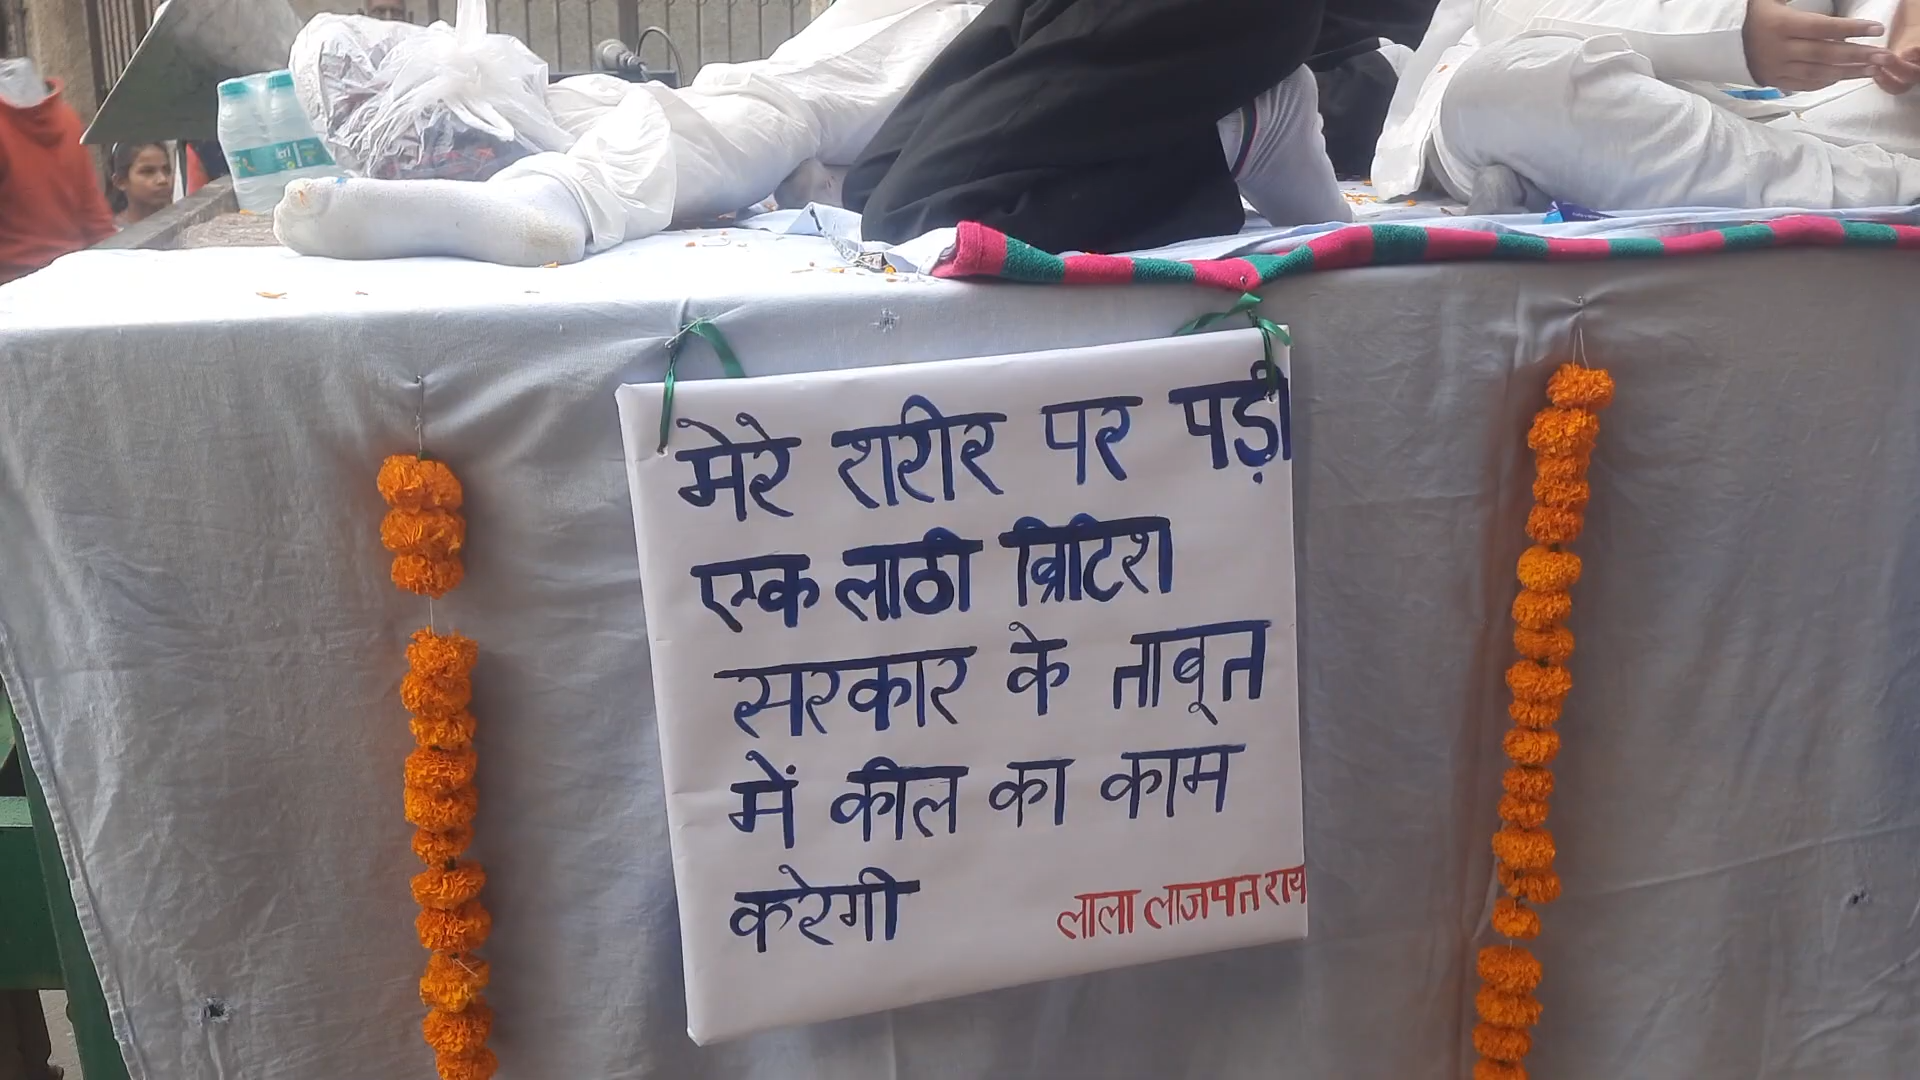 मेरे शरीर पर पड़ी
एक लाठी ब्रिटिश
सरकार के ताबूत
में कील का काम
करेगी
लाला लाजपत राय